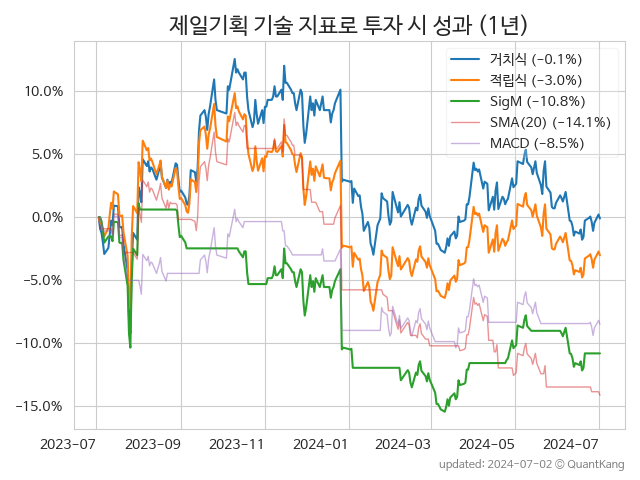 제일기획 기술 지표로 투자 시 성과 (1년)
거치식 (−0.1%)
적립식 (−3.0%)
SigM (−10.8%)
SMA(20) (−14.1%)
MACD (−8.5%)
10.0%
5.0%
0.0%
−5.0%
−10.0%
−15.0%
2023-07 2023-09 2023-11 2024-01 2024-03 2024-05 2024-07
updated: 2024-07-02 © QuantKang